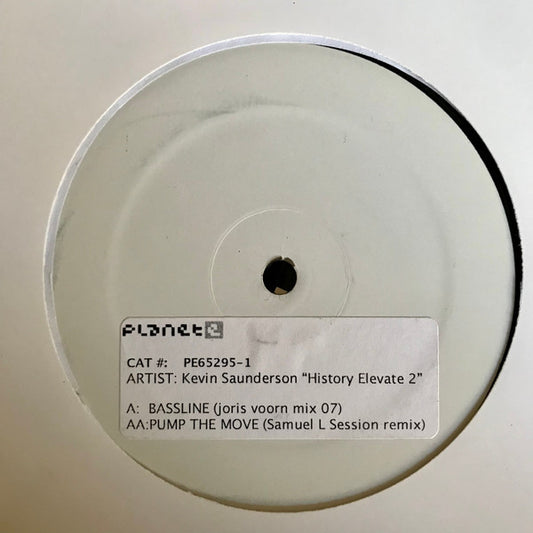 planet e
CAT #: PE65295-1
ARTIST: Kevin Saunderson “History Elevate 2”
A: BASSLINE (joris voorn mix 07)
AA:PUMP THE MOVE (Samuel L Session remix)